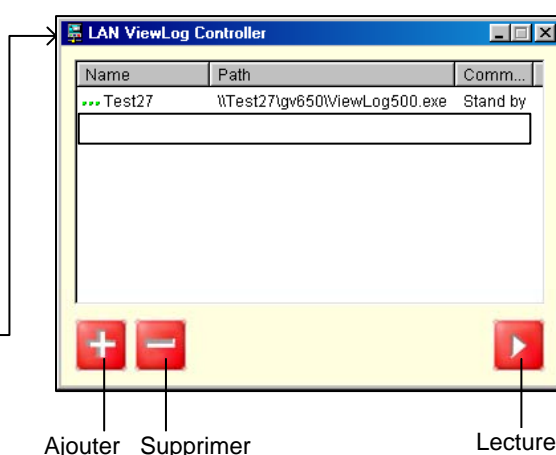 LAN ViewLog Controller
Name Path Comm...
Test27 \\Test27\gv650\ViewLog500.exe Stand by
Ajouter Supprimer Lecture